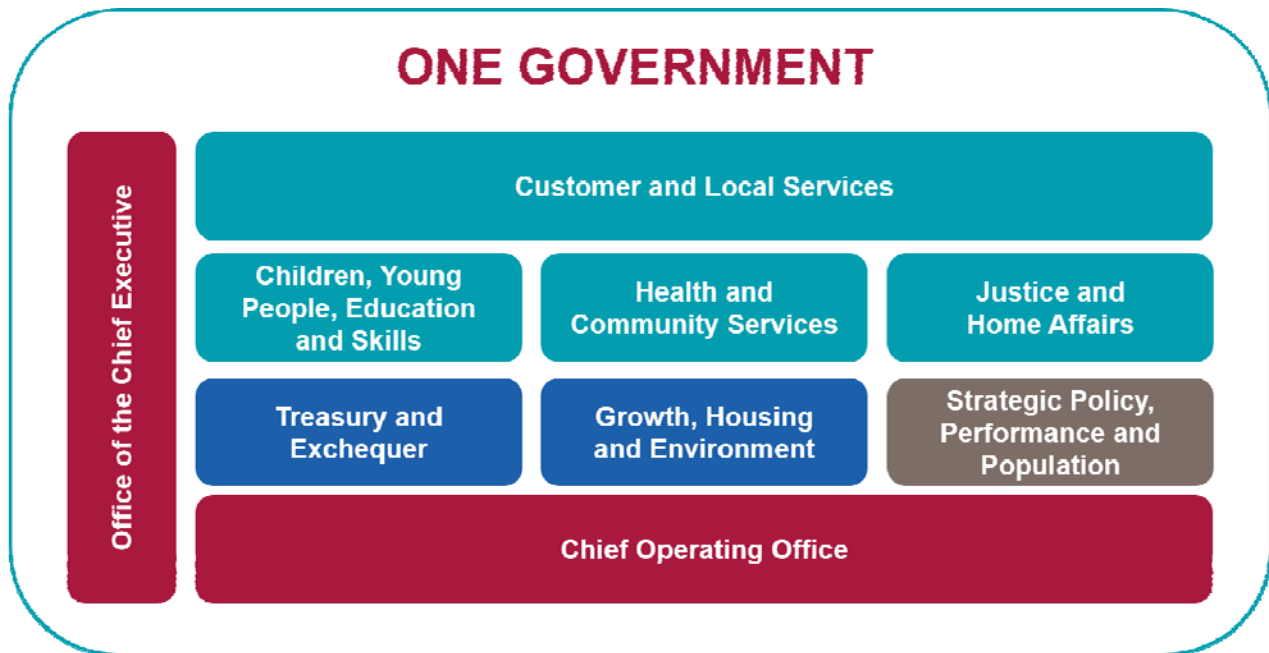 ONE GOVERNMENT
Office of the Chief Executive
Customer and Local Services
Children, Young
People, Education
and Skills
Health and
Community Services
Justice and
Home Affairs
Treasury and
Exchequer
Growth, Housing
and Environment
Strategic Policy,
Performance and
Population
Chief Operating Office